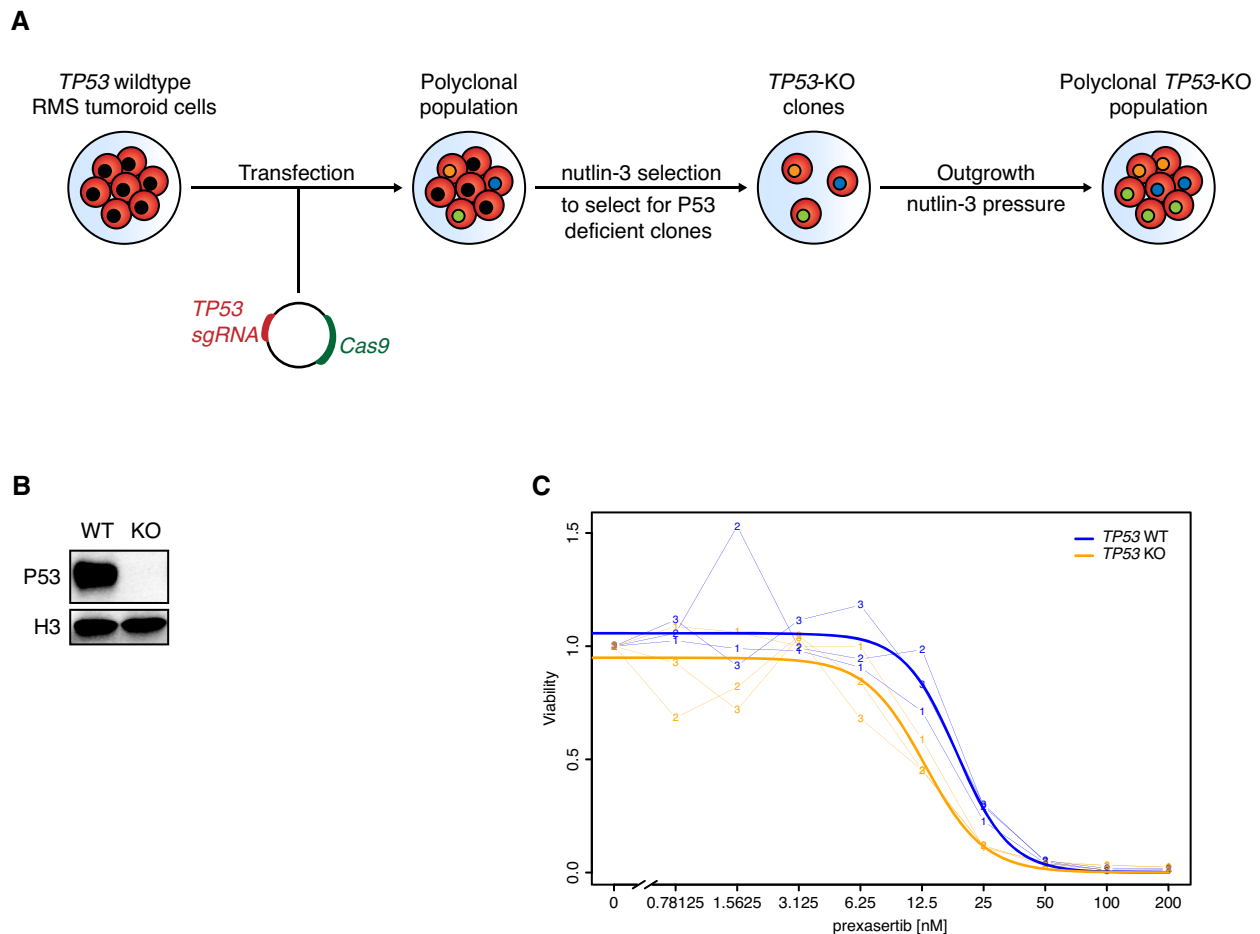 A
TP53 wildtype
RMS tumoroid cells
Polyclonal
population
TP53-KO
clones
Polyclonal TP53-KO
population
Transfection
nutlin-3 selection
to select for P53
deficient clones
Outgrowth
nutlin-3 pressure
TP53
sgRNA
Cas9
B
WT KO
P53
H3
C
TP53 WT
TP53 KO
Viability
1.5
1.0
0.5
0.0
0 0.78125 1.5625 3.125 6.25 12.5 25 50 100 200
prexasertib [nM]